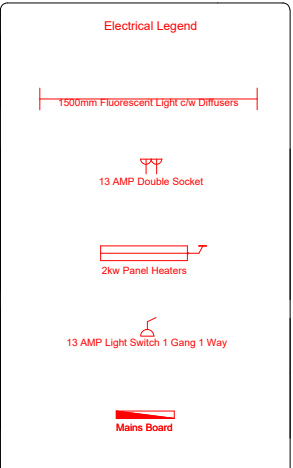 Electrical Legend
1500mm Fluorescent Light c/w Diffusers
13 AMP Double Socket
2kw Panel Heaters
13 AMP Light Switch 1 Gang 1 Way
Mains Board